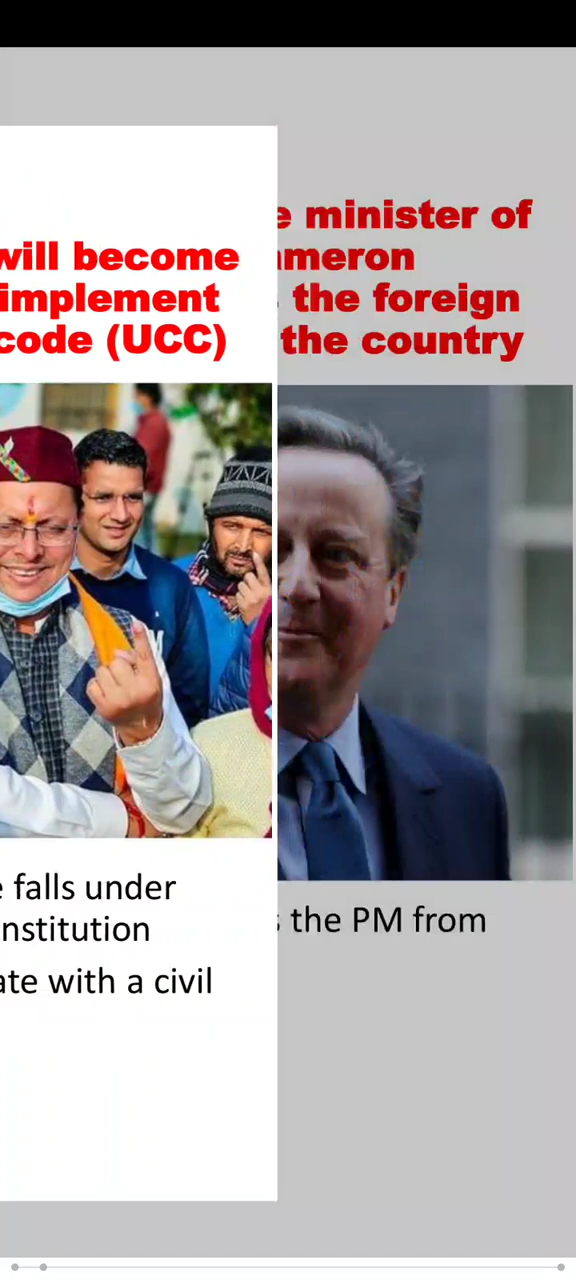 will become
implement
code (UCC)
falls under
nstitution
ate with a civil
e minister of
meron
the foreign
the country
the PM from